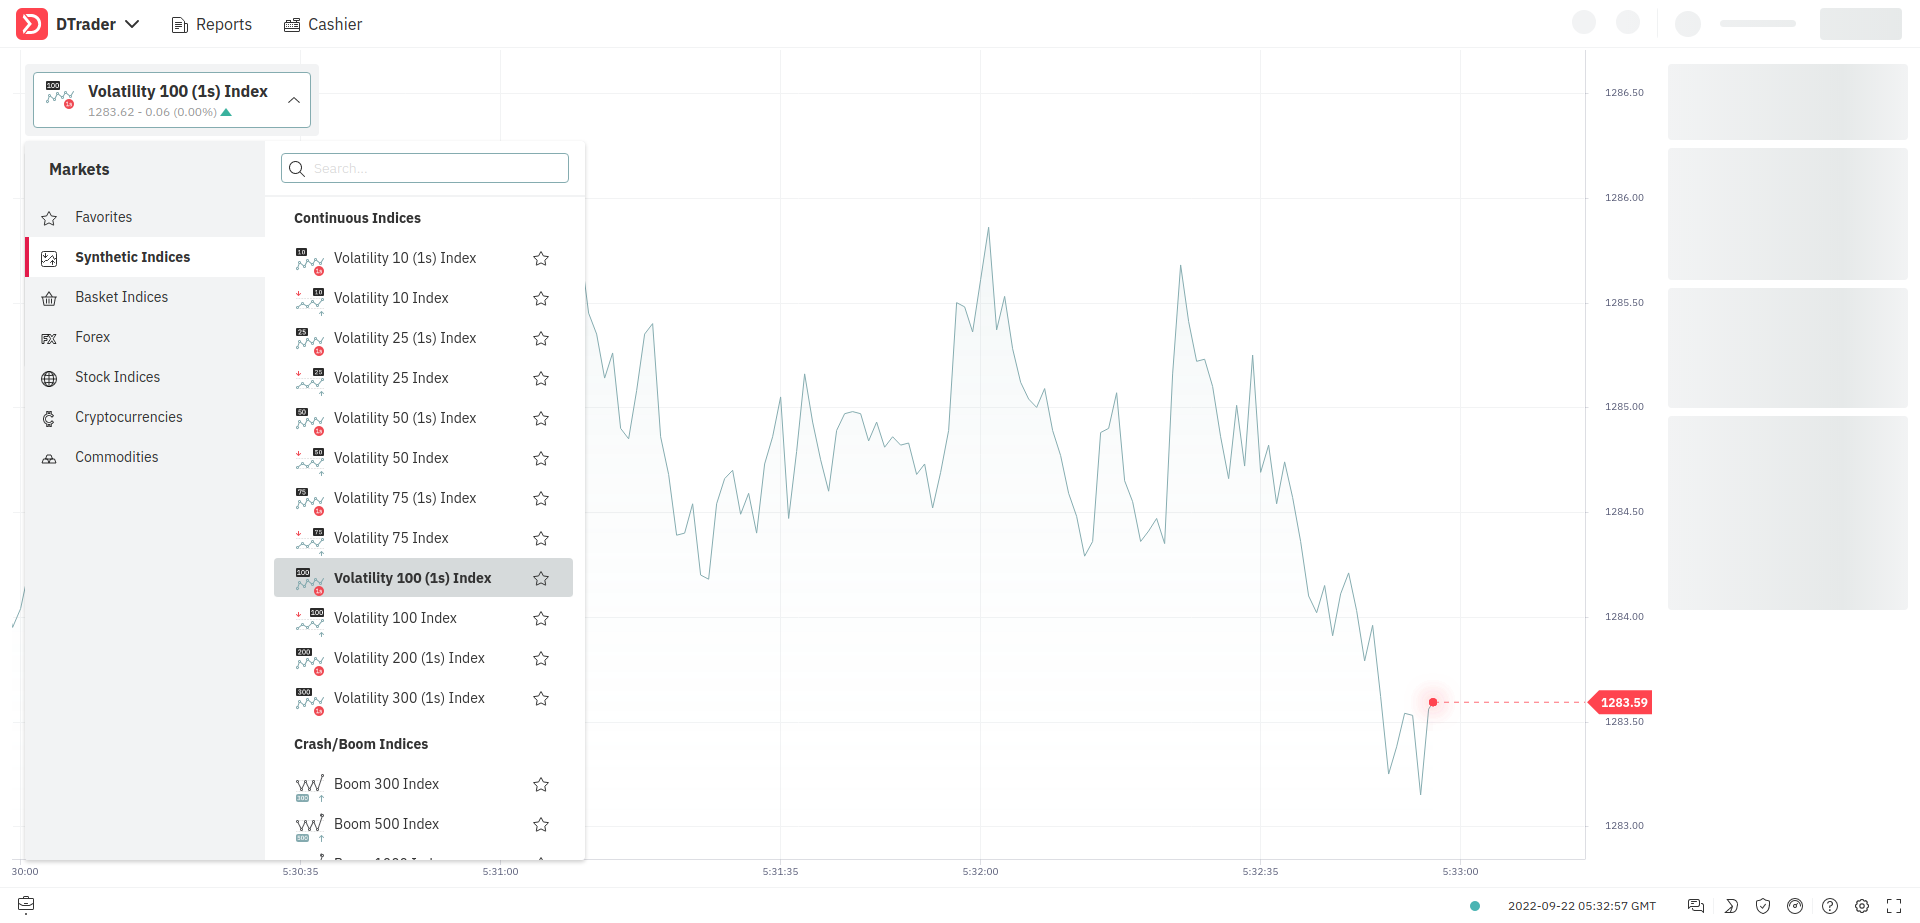 DTrader
Reports
Cashier
Volatility 100 (1s) Index
1283.62 - 0.06 (0.00%)
Markets
Favorites
Synthetic Indices
Basket Indices
Forex
Stock Indices
Cryptocurrencies
Commodities
Search...
Continuous Indices
Volatility 10 (1s) Index
Volatility 10 Index
Volatility 25 (1s) Index
Volatility 25 Index
Volatility 50 (1s) Index
Volatility 50 Index
Volatility 75 (1s) Index
Volatility 75 Index
Volatility 100 (1s) Index
Volatility 100 Index
Volatility 200 (1s) Index
Volatility 300 (1s) Index
Crash/Boom Indices
Boom 300 Index
Boom 500 Index
1286.50
1286.00
1285.50
1285.00
1284.50
1284.00
1283.59
1283.50
1283.00
30:00
5:30:35
5:31:00
5:31:35
5:32:00
5:32:35
5:33:00
2022-09-22 05:32:57 GMT